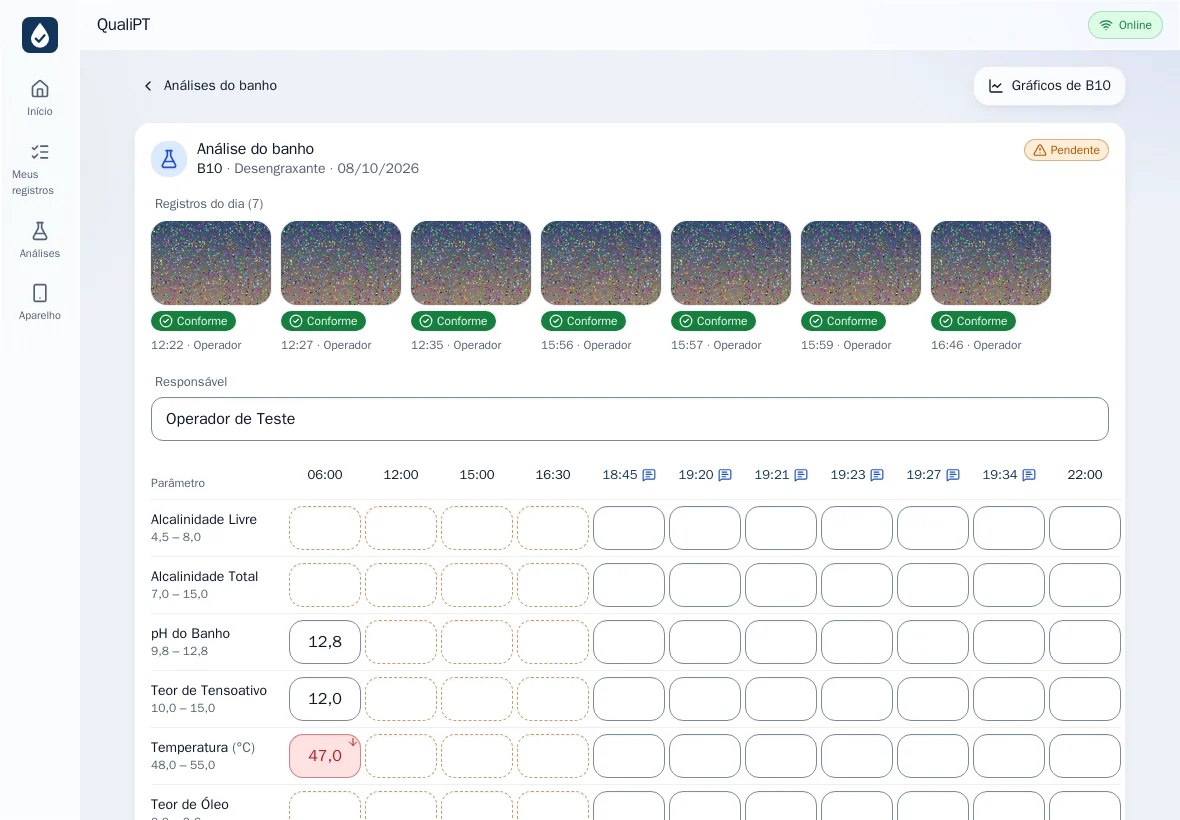 QualiPT
Online
Início
Meus
registros
Análises
Aparelho
Análises do banho
Gráficos de B10
Análise do banho
B10 · Desengraxante · 08/10/2026
Pendente
Registros do dia (7)
Conforme Conforme Conforme Conforme Conforme Conforme Conforme
12:22 · Operador 12:27 · Operador 12:35 · Operador 15:56 · Operador 15:57 · Operador 15:59 · Operador 16:46 · Operador
Responsável
Operador de Teste
Parâmetro 06:00 12:00 15:00 16:30 18:45 19:20 19:21 19:23 19:27 19:34 22:00
Alcalinidade Livre
4,5 – 8,0
Alcalinidade Total
7,0 – 15,0
pH do Banho
9,8 – 12,8
12,8
Teor de Tensoativo
10,0 – 15,0
12,0
Temperatura (°C)
48,0 – 55,0
47,0
Teor de Óleo